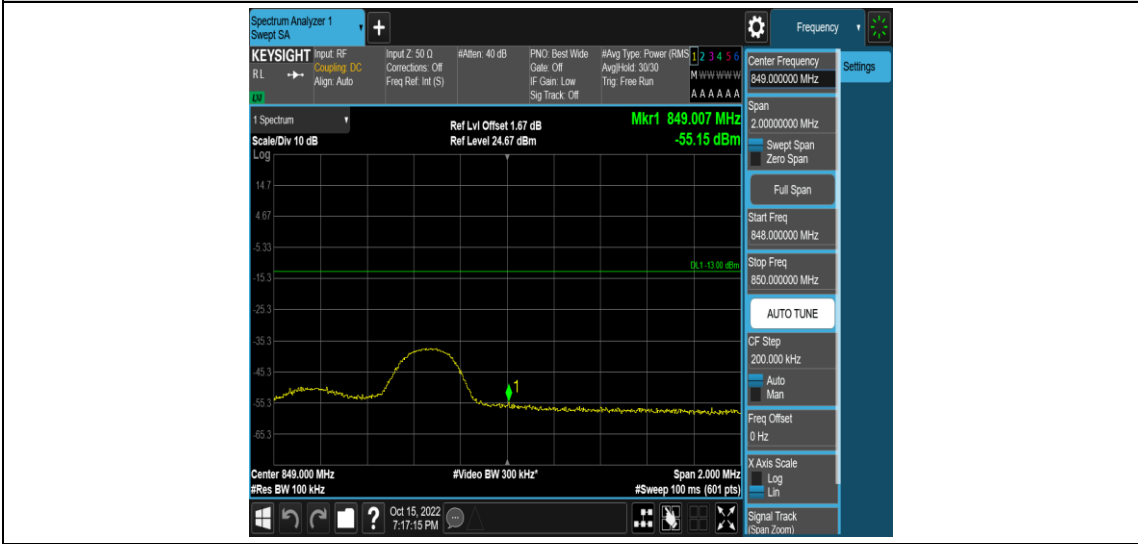 Spectrum Analyzer 1
Swept SA
+
Frequency
KEYSIGHT
RL
Input: RF
Coupling: DC
Align: Auto
Input Z: 50 Ω
Corrections: Off
Freq Ref: Int (S)
#Atten: 40 dB
PNO: Best Wide
Gate: Off
IF Gain: Low
Sig Track: Off
#Avg Type: Power (RMS
Avg|Hold: 30/30
Trig: Free Run
1 2 3 4 5 6
M W W W W W
A A A A A A
1 Spectrum
Scale/Div 10 dB
Log
Ref Lvl Offset 1.67 dB
Ref Level 24.67 dBm
Mkr1 849.007 MHz
-55.15 dBm
14.7
4.67
-5.33
-15.3
-25.3
-35.3
-45.3
-55.3
-65.3
DL1 -13.00 dBm
1
Center 849.000 MHz
#Res BW 100 kHz
#Video BW 300 kHz*
Span 2.000 MHz
#Sweep 100 ms (601 pts)
?
Oct 15, 2022
7:17:15 PM
Center Frequency
849.000000 MHz
Settings
Span
2.00000000 MHz
Swept Span
Zero Span
Full Span
Start Freq
848.000000 MHz
Stop Freq
850.000000 MHz
AUTO TUNE
CF Step
200.000 kHz
Auto
Man
Freq Offset
0 Hz
X Axis Scale
Log
Lin
Signal Track
(Span Zoom)